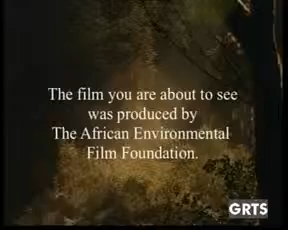 The film you are about to see
was produced by
The African Environmental
Film Foundation.
GRTS